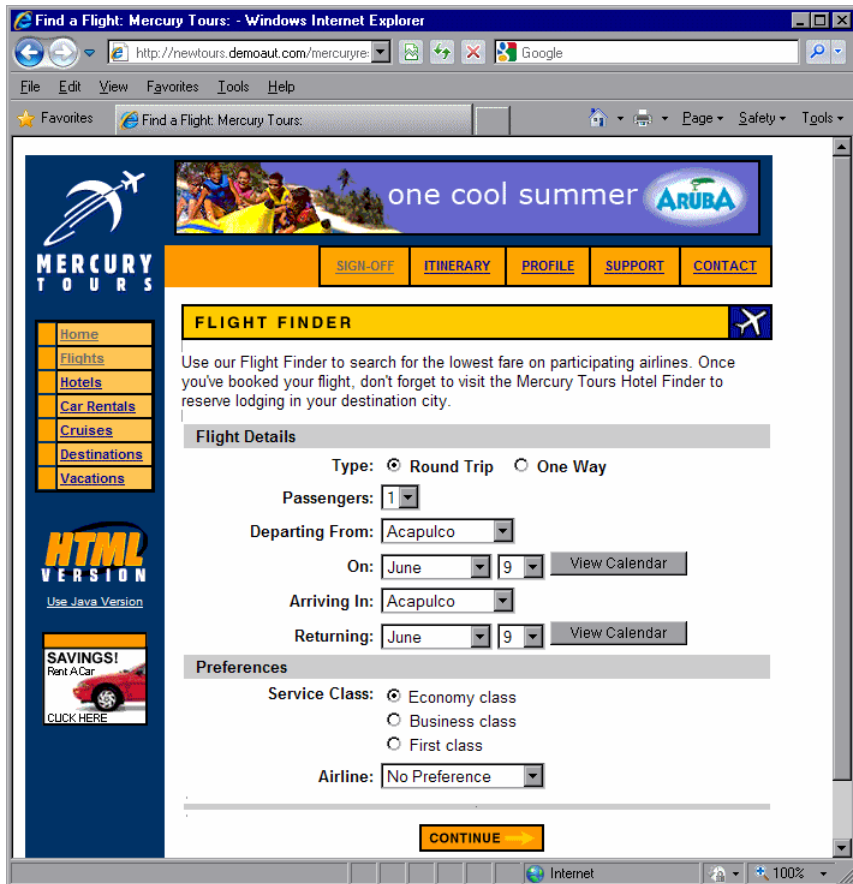 Find a Flight: Mercury Tours: - Windows Internet Explorer
http://newtours.demoaut.com/mercuryre
Google
File Edit View Favorites Tools Help
Favorites
Find a Flight: Mercury Tours:
Page Safety Tools
one cool summer ARUBA
MERCURY
TOURS
SIGN-OFF ITINERARY PROFILE SUPPORT CONTACT
Home
Flights
Hotels
Car Rentals
Cruises
Destinations
Vacations
HTML
VERSION
Use Java Version
SAVINGS!
Rent A Car
CLICK HERE
FLIGHT FINDER
Use our Flight Finder to search for the lowest fare on participating airlines. Once
you've booked your flight, don't forget to visit the Mercury Tours Hotel Finder to
reserve lodging in your destination city.
Flight Details
Type: Round Trip One Way
Passengers: 1
Departing From: Acapulco
On: June 9 View Calendar
Arriving In: Acapulco
Returning: June 9 View Calendar
Preferences
Service Class: Economy class
Business class
First class
Airline: No Preference
CONTINUE
Internet 100%